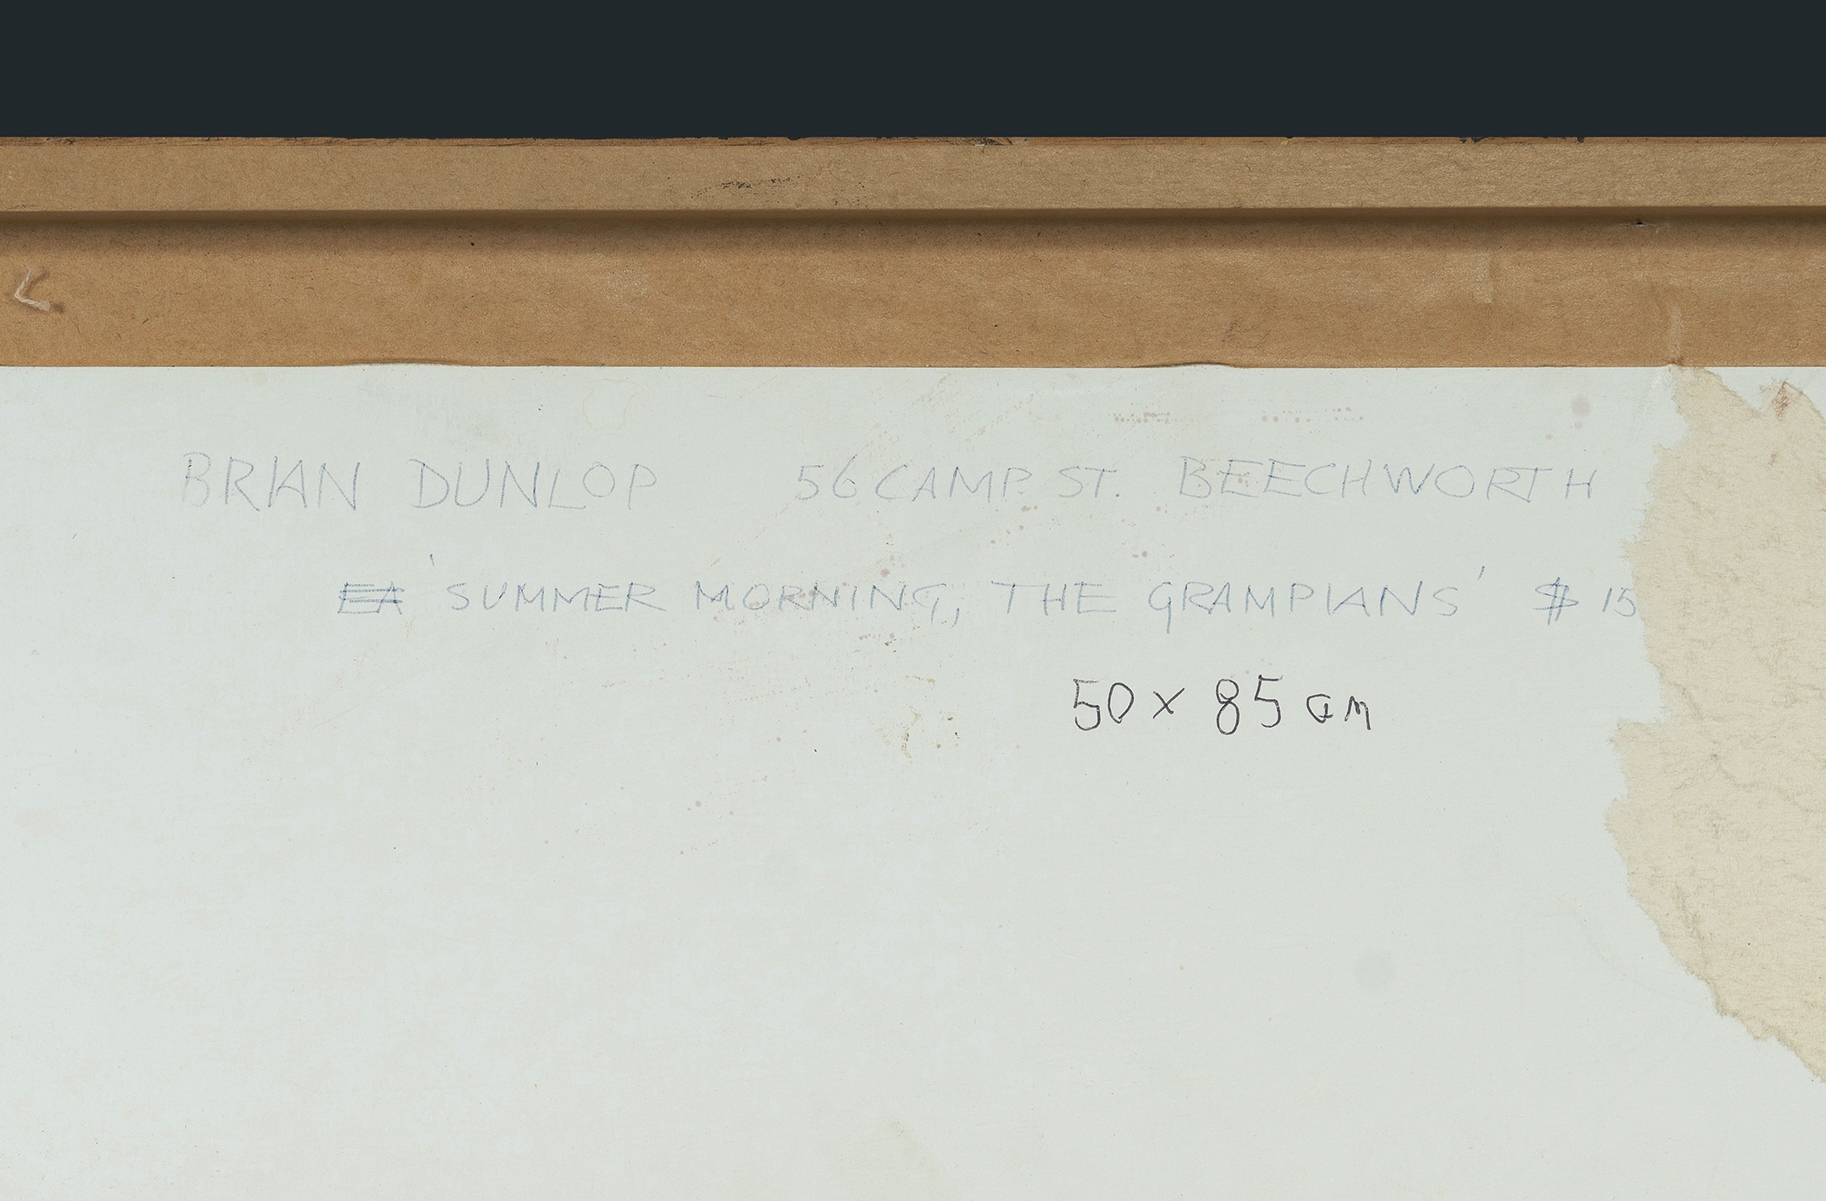 BRIAN DUNLOP 56 CAMP. ST. BEECHWORTH
EA 'SUMMER MORNING, THE GRAMPIANS' $ 15
50 x 85 cm